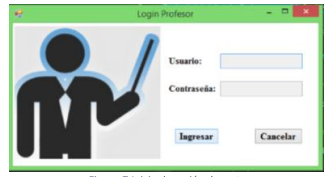 Login Profesor
Usuario:
Contraseña:
Ingresar
Cancelar